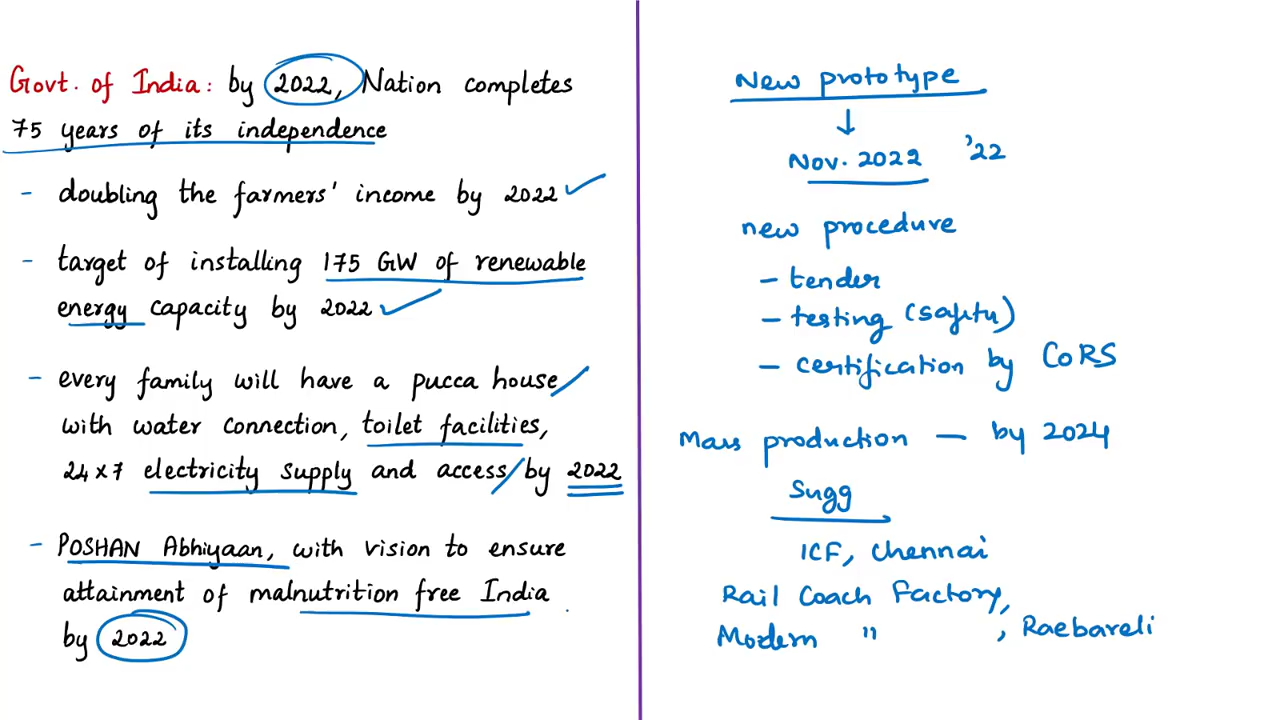 Govt. of India: by 2022, Nation completes
75 years of its independence
- doubling the farmers' income by 2022
- target of installing 175 GW of renewable
energy capacity by 2022
- every family will have a pucca house
with water connection, toilet facilities,
24x7 electricity supply and access by 2022
- POSHAN Abhiyaan, with vision to ensure
attainment of malnutrition free India
by 2022
New prototype
↓
Nov. 2022 '22
new procedure
- tender
- testing (safety)
- certification by CORS
Mass production - by 2024
Sugg
ICF, Chennai
Rail Coach Factory,
Modern " , Raebareli